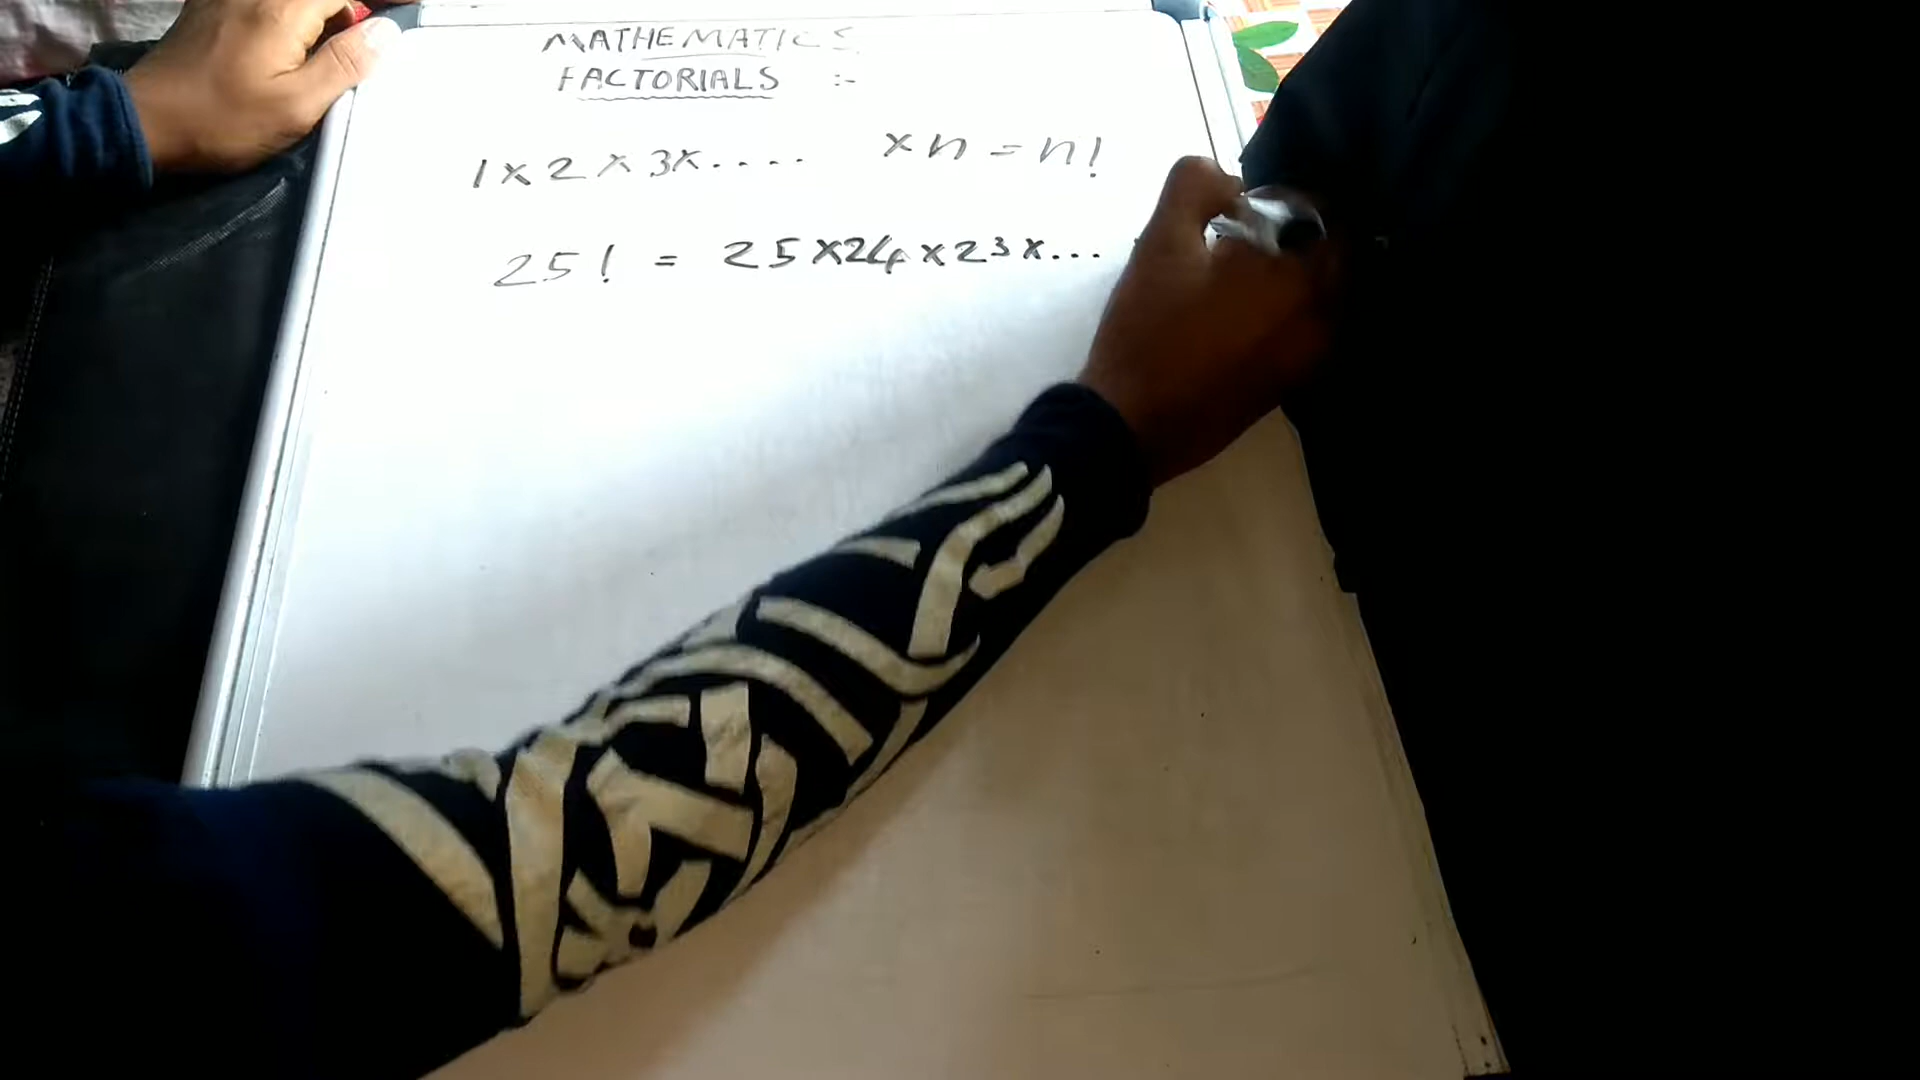 MATHEMATICS
FACTORIALS :-
1 x 2 x 3 x . . . . x n = n!
25! = 25 x 24 x 23 x . . .